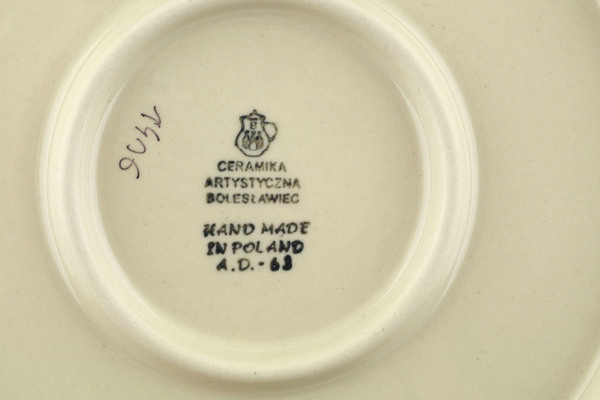 CERAMIKA
ARTYSTYCZNA
BOLESŁAWIEC
HAND MADE
IN POLAND
A.D.-63